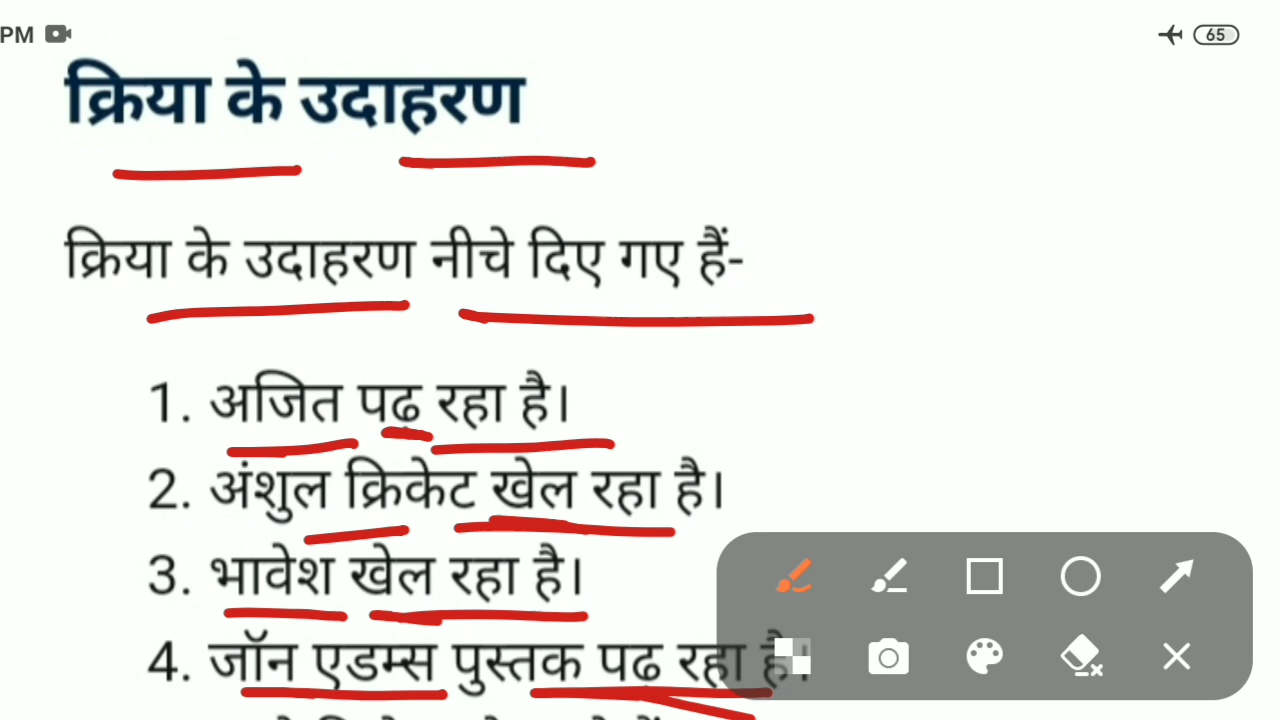 PM
65
क्रिया के उदाहरण
क्रिया के उदाहरण नीचे दिए गए हैं-
1. अजित पढ़ रहा है।
2. अंशुल क्रिकेट खेल रहा है।
3. भावेश खेल रहा है।
4. जॉन एडम्स पुस्तक पढ रहा है।